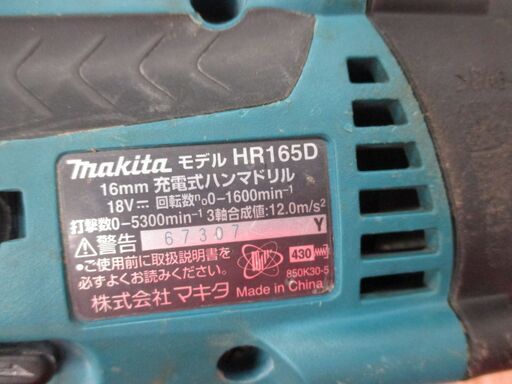 makita モデル HR165D
16mm 充電式ハンマドリル
18V⎓ 回転数n₀0-1600min⁻¹
打撃数0-5300min⁻¹ 3軸合成値:12.0m/s²
⚠警告 67307 Y
●ご使用前に取扱説明書を
必ずよくお読みください。
430
850K30-5
株式会社 マキタ Made in China